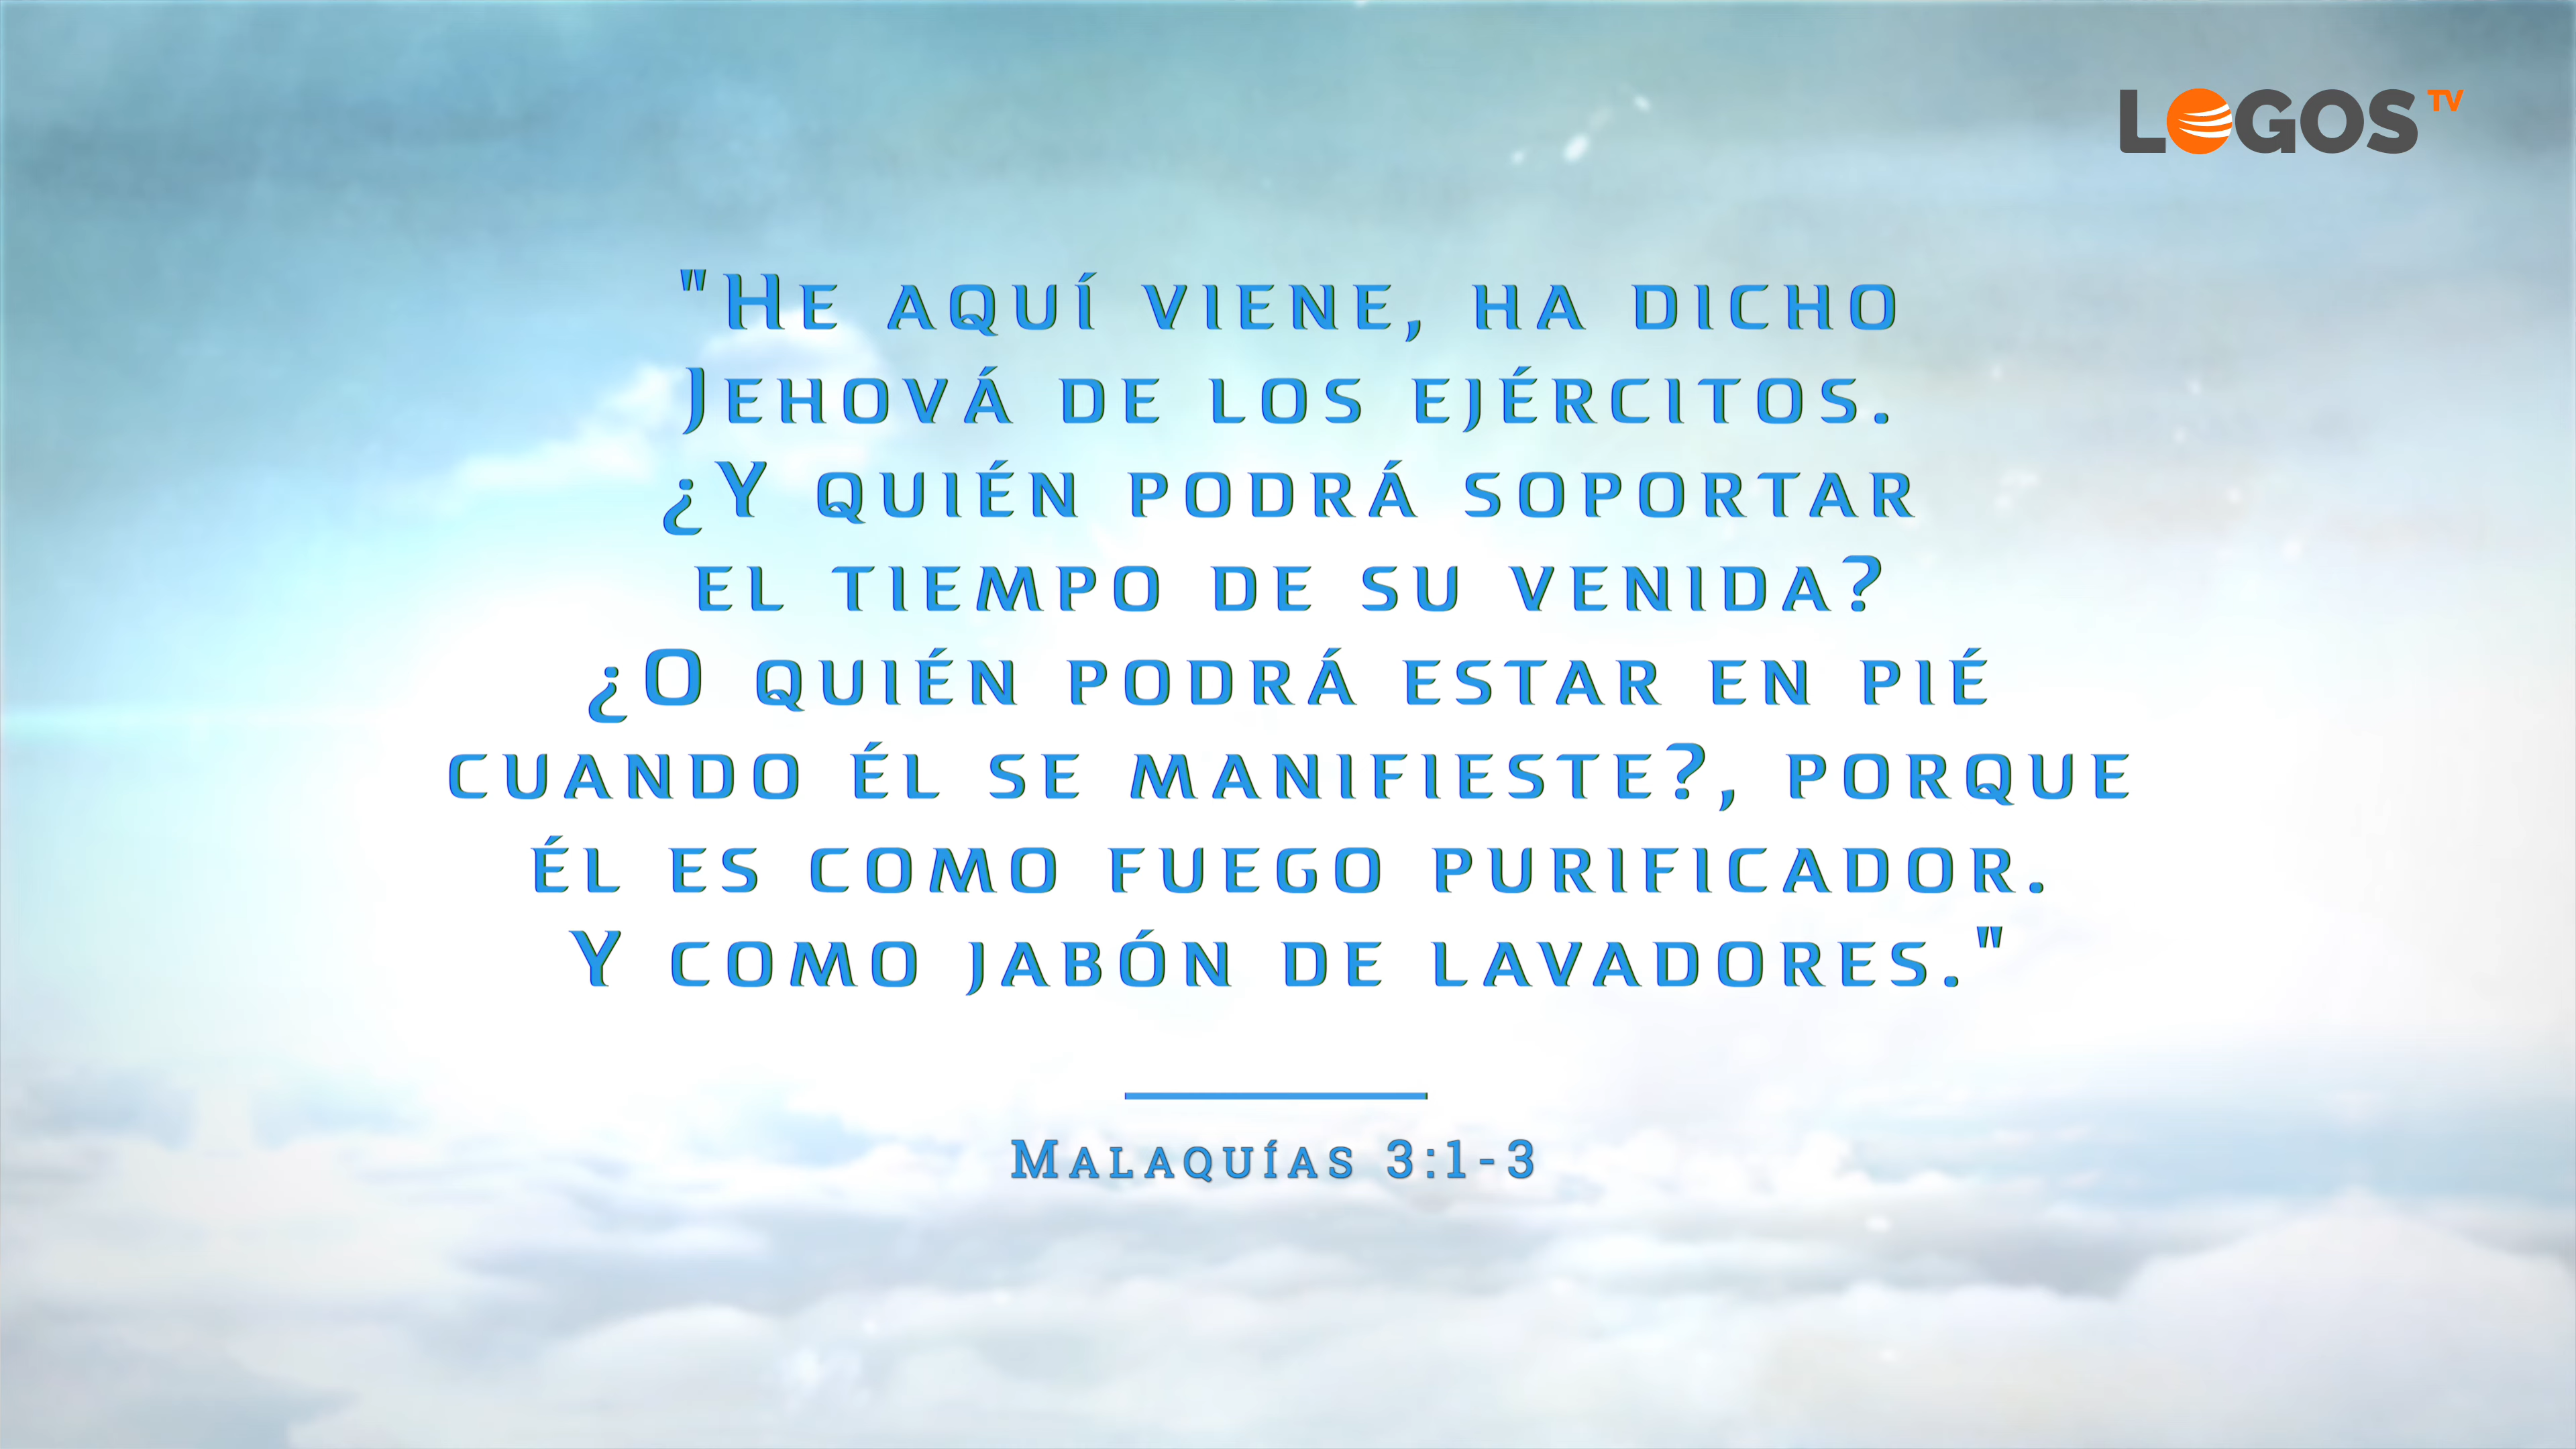 LOGOS TV
"He aquí viene, ha dicho
Jehová de los ejércitos.
¿Y quién podrá soportar
el tiempo de su venida?
¿O quién podrá estar en pié
cuando él se manifieste?, porque
él es como fuego purificador.
Y como jabón de lavadores."
Malaquías 3:1-3